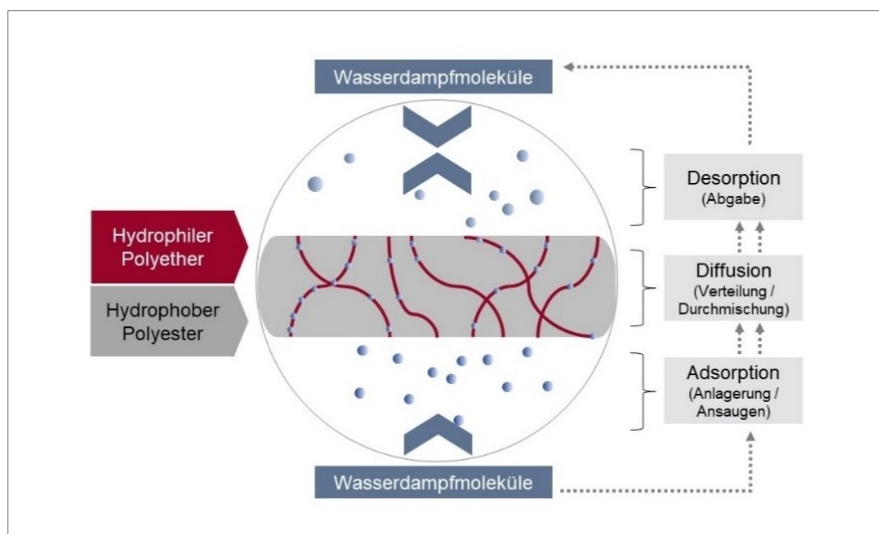 Wasserdampfmoleküle
Desorption
(Abgabe)
Hydrophiler
Polyether
Diffusion
(Verteilung /
Durchmischung)
Hydrophober
Polyester
Adsorption
(Anlagerung /
Ansaugen)
Wasserdampfmoleküle